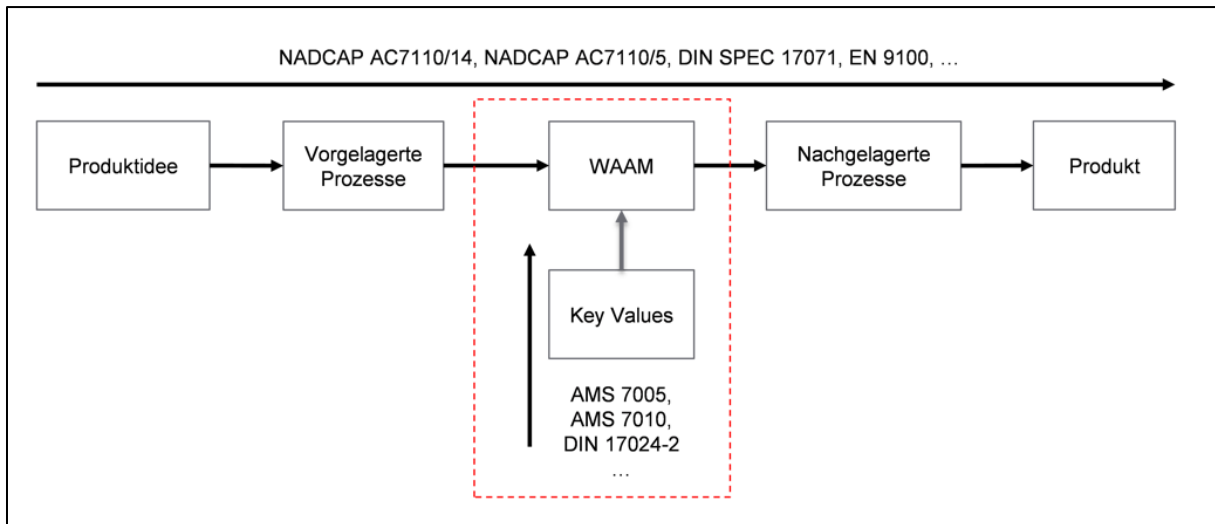 NADCAP AC7110/14, NADCAP AC7110/5, DIN SPEC 17071, EN 9100, …
Produktidee
Vorgelagerte
Prozesse
WAAM
Nachgelagerte
Prozesse
Produkt
Key Values
AMS 7005,
AMS 7010,
DIN 17024-2
…